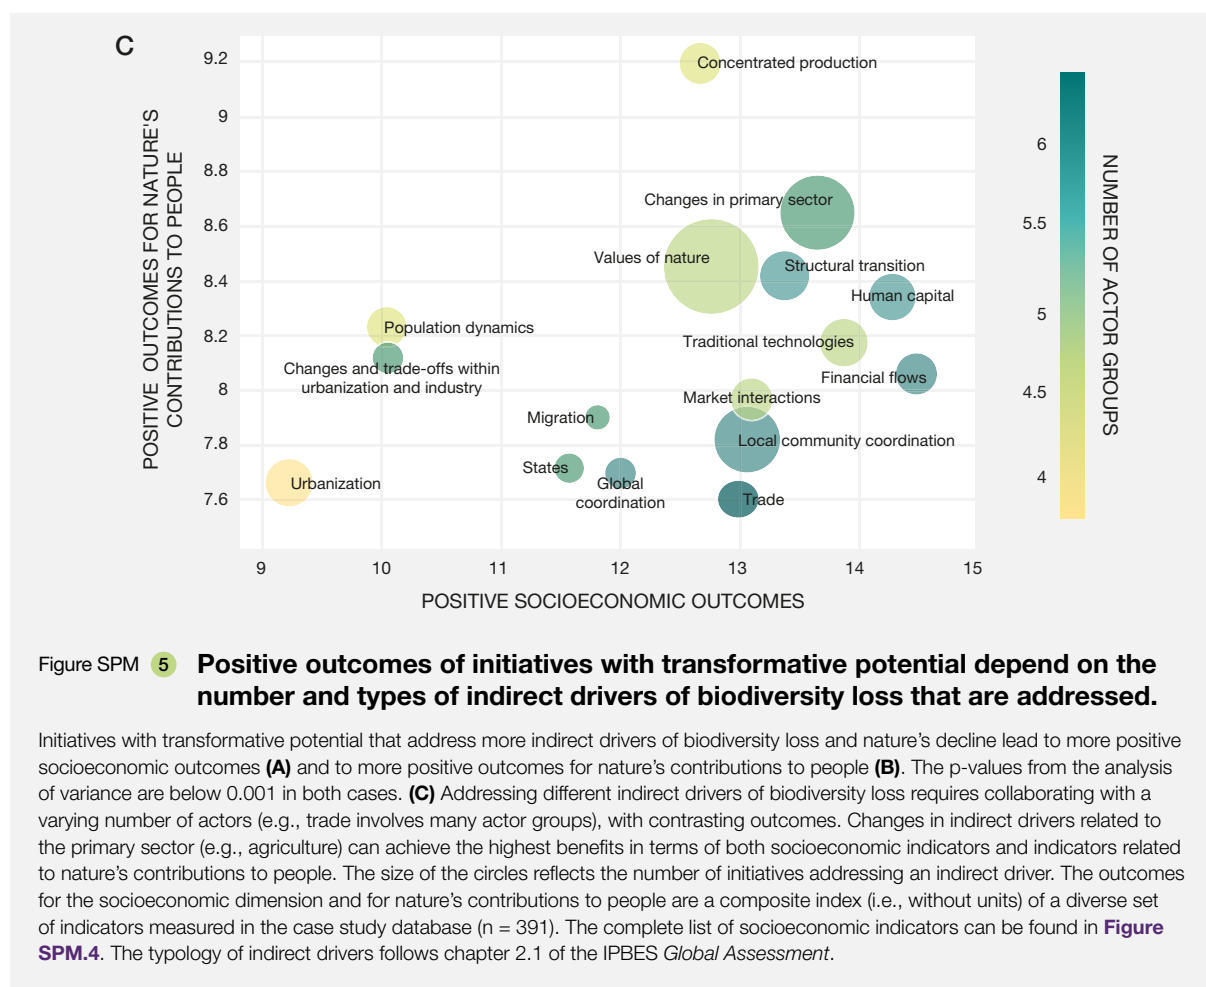 C
POSITIVE OUTCOMES FOR NATURE'S
CONTRIBUTIONS TO PEOPLE
9.2
9
8.8
8.6
8.4
8.2
8
7.8
7.6
Concentrated production
Changes in primary sector
Values of nature
Structural transition
Human capital
Population dynamics
Traditional technologies
Changes and trade-offs within
urbanization and industry
Financial flows
Market interactions
Migration
Local community coordination
States
Global
coordination
Urbanization
Trade
9
10
11
12
13
14
15
POSITIVE SOCIOECONOMIC OUTCOMES
6
5.5
5
4.5
4
NUMBER OF ACTOR GROUPS
Figure SPM 5 Positive outcomes of initiatives with transformative potential depend on the
number and types of indirect drivers of biodiversity loss that are addressed.
Initiatives with transformative potential that address more indirect drivers of biodiversity loss and nature’s decline lead to more positive
socioeconomic outcomes (A) and to more positive outcomes for nature’s contributions to people (B). The p-values from the analysis
of variance are below 0.001 in both cases. (C) Addressing different indirect drivers of biodiversity loss requires collaborating with a
varying number of actors (e.g., trade involves many actor groups), with contrasting outcomes. Changes in indirect drivers related to
the primary sector (e.g., agriculture) can achieve the highest benefits in terms of both socioeconomic indicators and indicators related
to nature’s contributions to people. The size of the circles reflects the number of initiatives addressing an indirect driver. The outcomes
for the socioeconomic dimension and for nature’s contributions to people are a composite index (i.e., without units) of a diverse set
of indicators measured in the case study database (n = 391). The complete list of socioeconomic indicators can be found in Figure
SPM.4. The typology of indirect drivers follows chapter 2.1 of the IPBES Global Assessment.